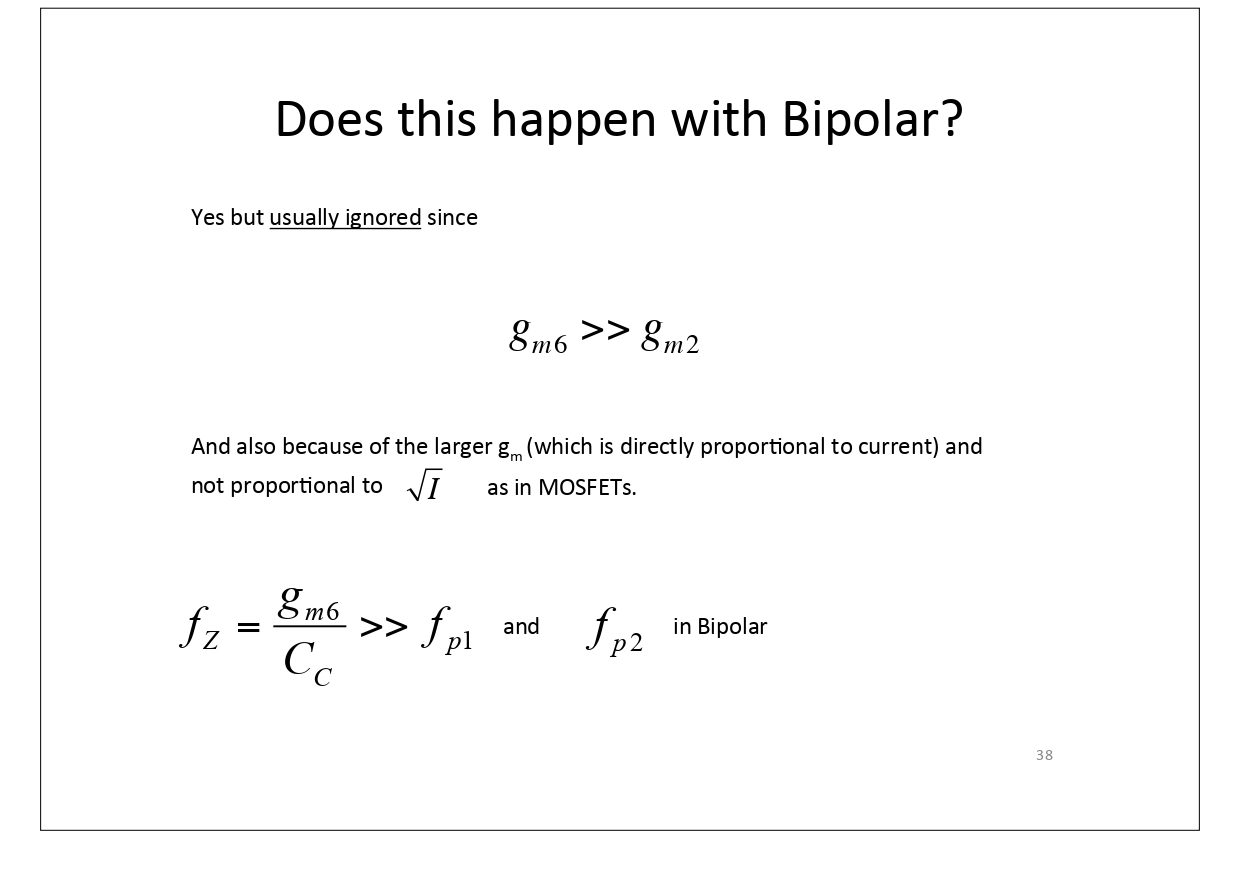 Does this happen with Bipolar?
Yes but usually ignored since
g_{m6} >> g_{m2}
And also because of the larger g_m (which is directly proportional to current) and
not proportional to √I as in MOSFETs.
f_Z = \frac{g_{m6}}{C_C} >> f_{p1} and f_{p2} in Bipolar
38